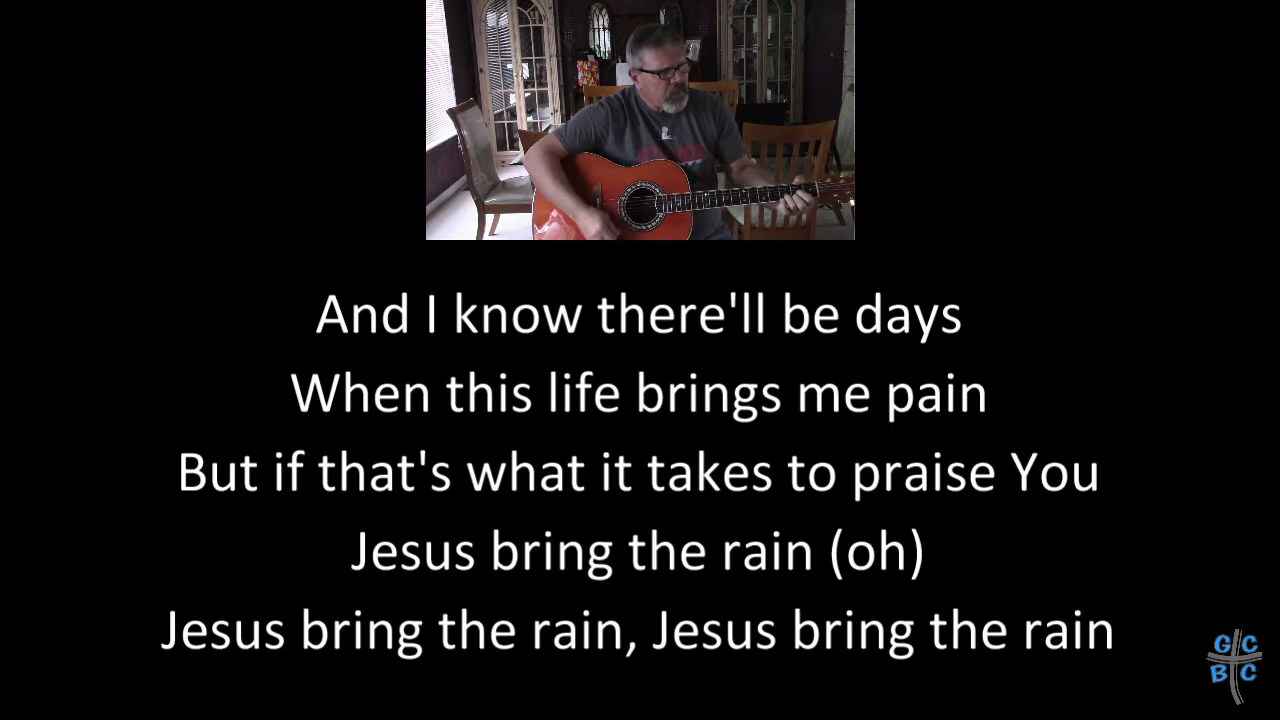 And I know there'll be days
When this life brings me pain
But if that's what it takes to praise You
Jesus bring the rain (oh)
Jesus bring the rain, Jesus bring the rain
G C
B C